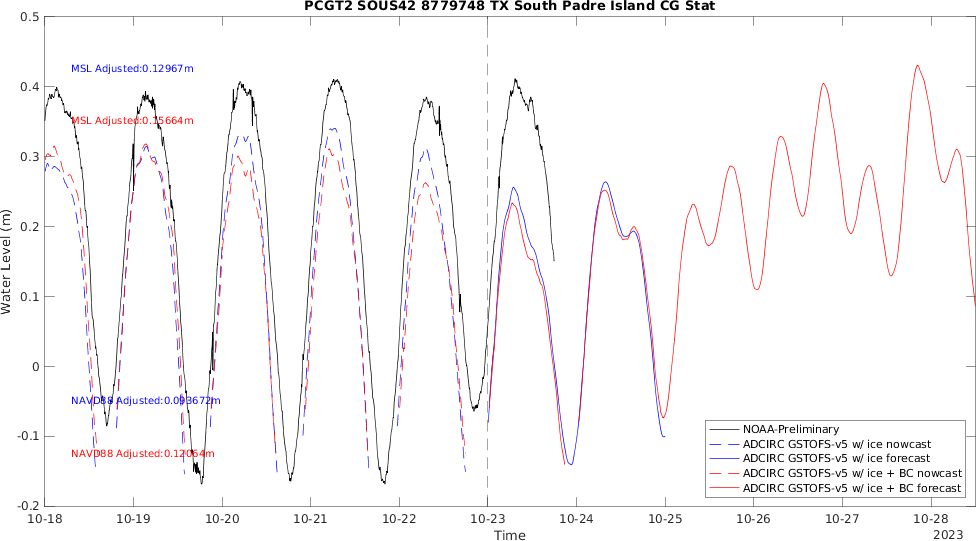 PCGT2 SOUS42 8779748 TX South Padre Island CG Stat
0.5
0.4
0.3
0.2
0.1
0
-0.1
-0.2
Water Level (m)
MSL Adjusted:0.12967m
MSL Adjusted:0.15664m
NAVD88 Adjusted:0.093672m
NAVD88 Adjusted:0.12064m
NOAA-Preliminary
ADCIRC GSTOFS-v5 w/ ice nowcast
ADCIRC GSTOFS-v5 w/ ice forecast
ADCIRC GSTOFS-v5 w/ ice + BC nowcast
ADCIRC GSTOFS-v5 w/ ice + BC forecast
10-18 10-19 10-20 10-21 10-22 10-23 10-24 10-25 10-26 10-27 10-28
Time
2023